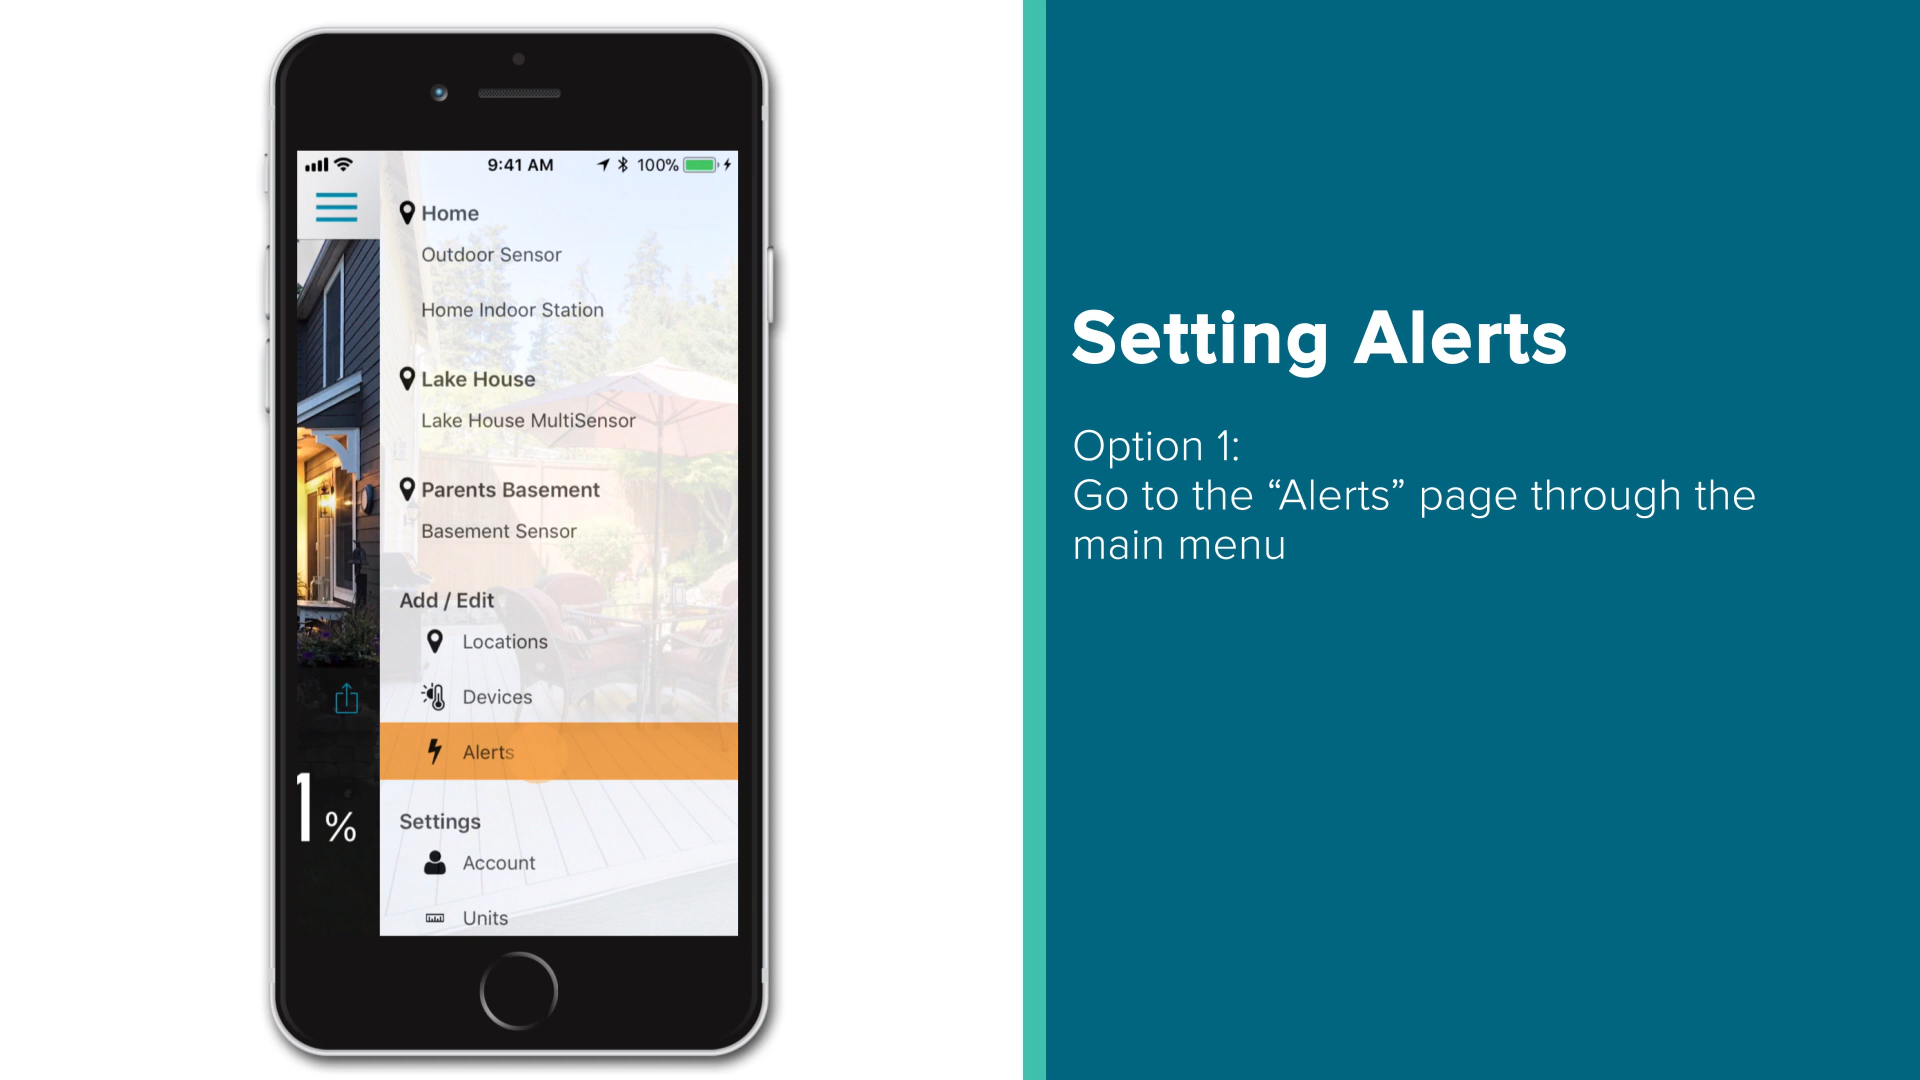 9:41 AM 100%
Home
Outdoor Sensor
Home Indoor Station
Lake House
Lake House MultiSensor
Parents Basement
Basement Sensor
Add / Edit
Locations
Devices
Alerts
1 %
Settings
Account
Units
Setting Alerts
Option 1:
Go to the “Alerts” page through the
main menu